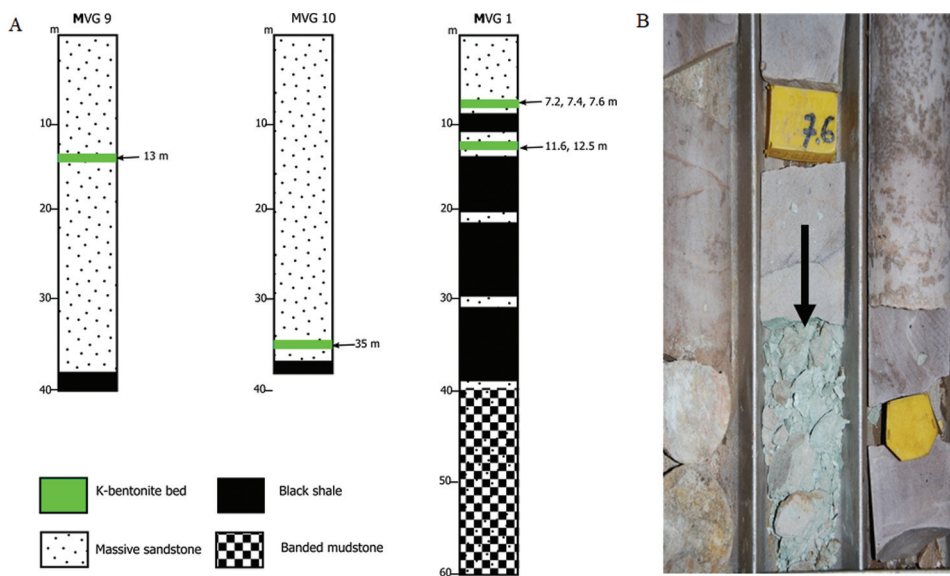 A
MVG 9
m
10
20
30
40
13 m
MVG 10
m
10
20
30
40
35 m
MVG 1
m
10
20
30
40
50
60
7.2, 7.4, 7.6 m
11.6, 12.5 m
K-bentonite bed
Black shale
Massive sandstone
Banded mudstone
B
7.6